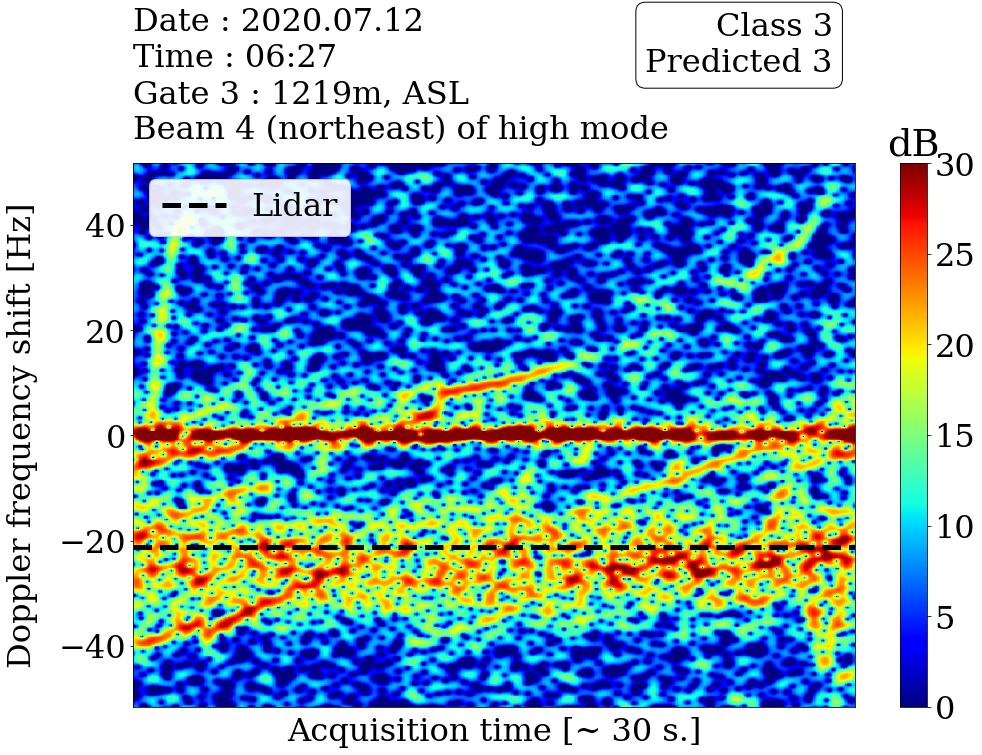 Date : 2020.07.12
Time : 06:27
Gate 3 : 1219m, ASL
Beam 4 (northeast) of high mode
Class 3
Predicted 3
dB
Lidar
Doppler frequency shift [Hz]
40
20
0
−20
−40
30
25
20
15
10
5
0
Acquisition time [~ 30 s.]